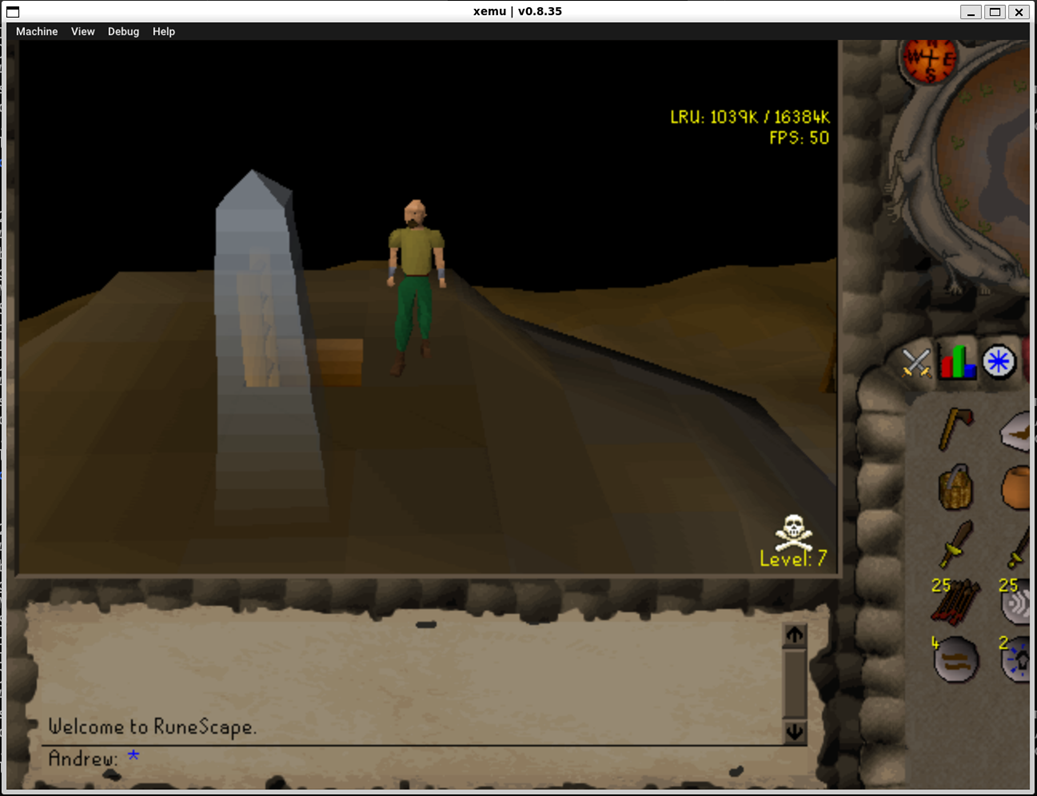 xemu | v0.8.35
Machine View Debug Help
N
W E
S
LRU: 1039K / 16384K
FPS: 50
Level: 7
25 25
4 2
Welcome to RuneScape.
Andrew: *